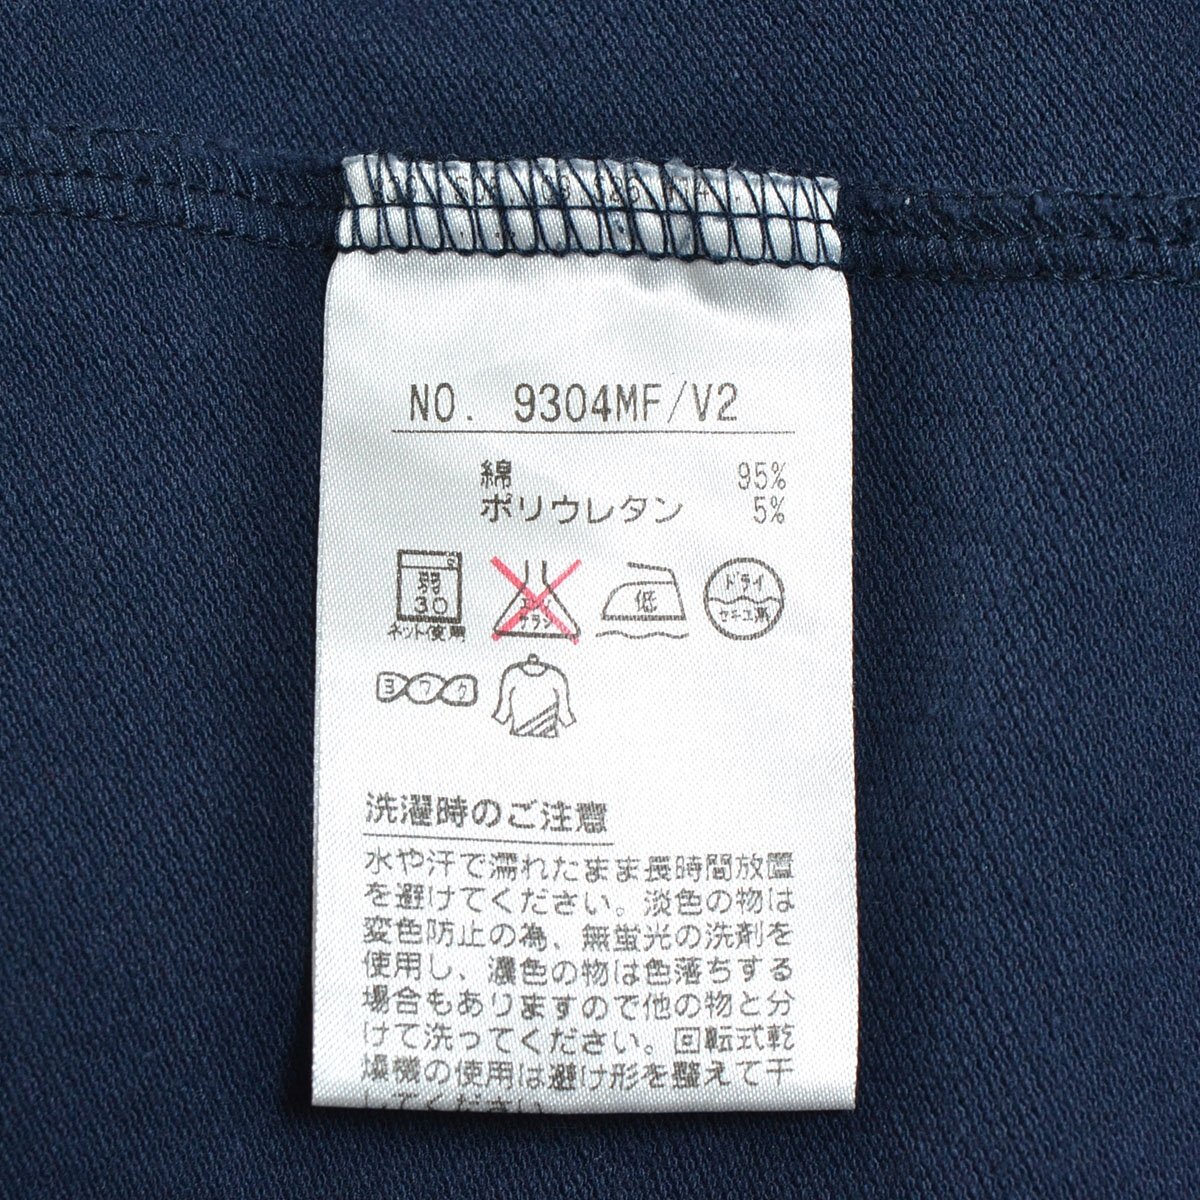 NO. 9304MF/V2
綿 95%
ポリウレタン 5%
弱
30
ネット使用
エンソ
サラシ
低
ドライ
セキユ系
ヨワク
洗濯時のご注意
水や汗で濡れたまま長時間放置
を避けてください。淡色の物は
変色防止の為、無蛍光の洗剤を
使用し、濃色の物は色落ちする
場合もありますので他の物と分
けて洗ってください。回転式乾
燥機の使用は避け形を整えて干
してください